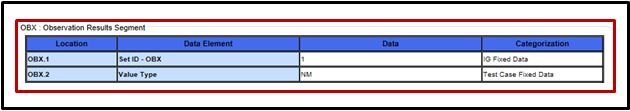 OBX : Observation Results Segment
Location Data Element Data Categorization
OBX.1 Set ID - OBX 1 IG Fixed Data
OBX.2 Value Type NM Test Case Fixed Data